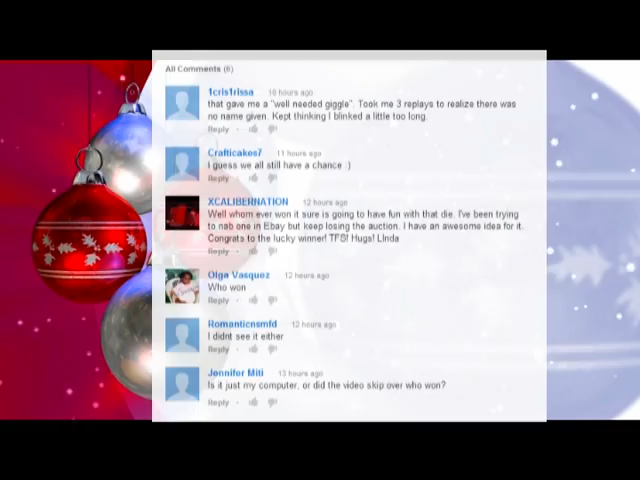 All Comments (6)
1cris1rissa 16 hours ago
that gave me a "well needed giggle". Took me 3 replays to realize there was
no name given. Kept thinking I blinked a little too long.
Reply
Crafticakes7 11 hours ago
I guess we all still have a chance :)
Reply
XCALIBERNATION 12 hours ago
Well whom ever won it sure is going to have fun with that die. I've been trying
to nab one in Ebay but keep losing the auction. I have an awesome idea for it.
Congrats to the lucky winner! TFS! Hugs! Linda
Reply
Olga Vasquez 12 hours ago
Who won
Reply
Romanticnsmfd 12 hours ago
I didnt see it either
Reply
Jennifer Miti 13 hours ago
Is it just my computer, or did the video skip over who won?
Reply